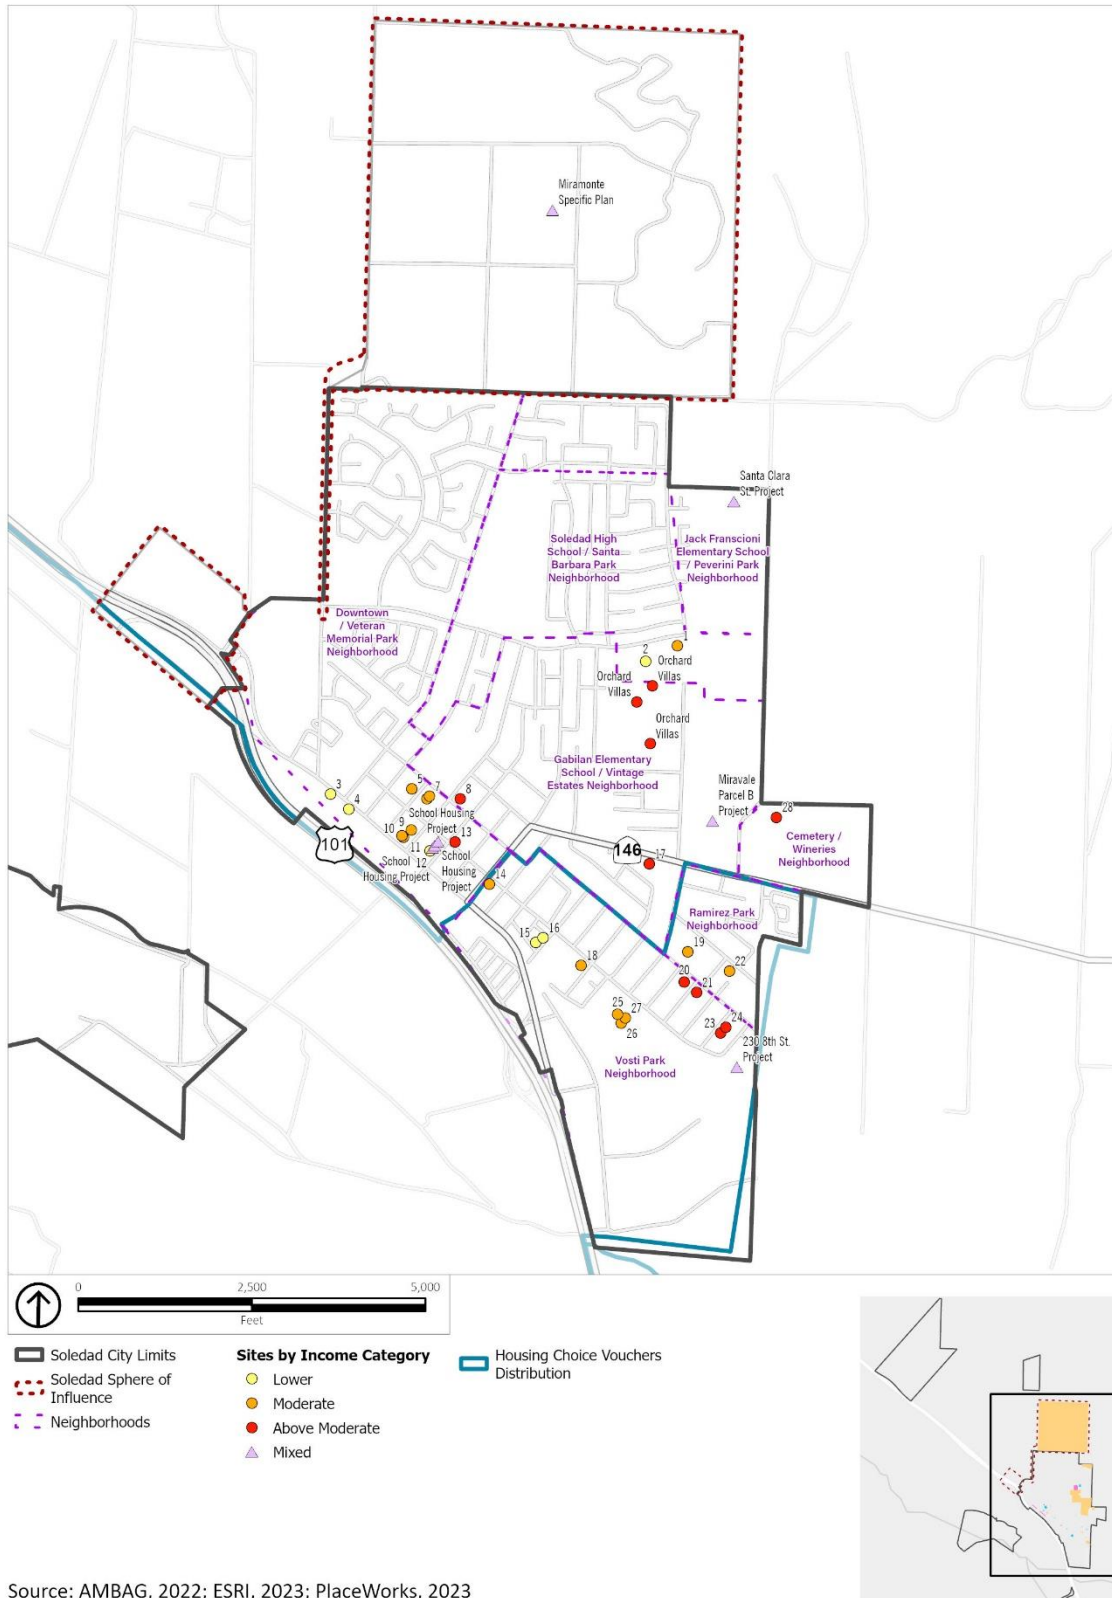 Miramonte
Specific Plan
Santa Clara
St. Project
Soledad High
School / Santa
Barbara Park
Neighborhood
Jack Franscioni
Elementary School
/ Peverini Park
Neighborhood
Downtown
/ Veteran
Memorial Park
Neighborhood
1
2
Orchard
Villas
Orchard
Villas
Orchard
Villas
Gabilan Elementary
School / Vintage
Estates Neighborhood
Miravale
Parcel B
Project
28
Cemetery /
Wineries
Neighborhood
3
4
5
7
8
School Housing
Project
9
10
13
11
12
School
Housing Project
School
Housing
Project
101
146
17
14
Ramirez Park
Neighborhood
15
16
18
19
22
20
21
25
27
26
23
24
230 8th St.
Project
Vosti Park
Neighborhood
0
2,500
5,000
Feet
Soledad City Limits
Soledad Sphere of
Influence
Neighborhoods
Sites by Income Category
Lower
Moderate
Above Moderate
Mixed
Housing Choice Vouchers
Distribution
Source: AMBAG, 2022; ESRI, 2023; PlaceWorks, 2023